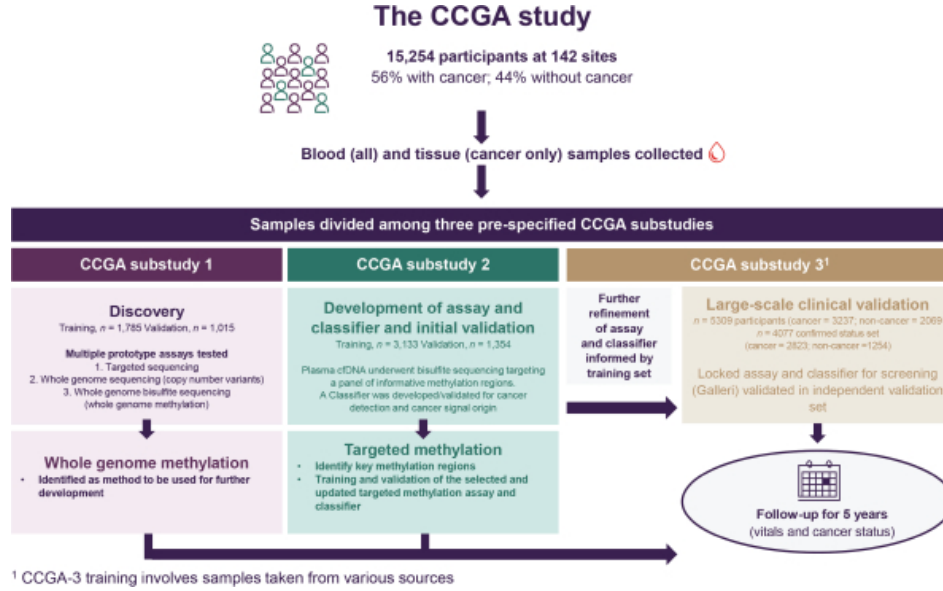 The CCGA study
15,254 participants at 142 sites
56% with cancer; 44% without cancer
Blood (all) and tissue (cancer only) samples collected
Samples divided among three pre-specified CCGA substudies
CCGA substudy 1
Discovery
Training, n = 1,785 Validation, n = 1,015
Multiple prototype assays tested
1. Targeted sequencing
2. Whole genome sequencing (copy number variants)
3. Whole genome bisulfite sequencing
(whole genome methylation)
Whole genome methylation
• Identified as method to be used for further
development
CCGA substudy 2
Development of assay and
classifier and initial validation
Training, n = 3,133 Validation, n = 1,354
Plasma cfDNA underwent bisulfite sequencing targeting
a panel of informative methylation regions.
A Classifier was developed/validated for cancer
detection and cancer signal origin
Targeted methylation
• Identify key methylation regions
• Training and validation of the selected and
updated targeted methylation assay and
classifier
CCGA substudy 3¹
Further
refinement
of assay
and classifier
informed by
training set
Large-scale clinical validation
n = 5309 participants (cancer = 3237; non-cancer = 2069
n = 4077 confirmed status set
(cancer = 2823; non-cancer =1254)
Locked assay and classifier for screening
(Galleri) validated in independent validation
set
Follow-up for 5 years
(vitals and cancer status)
¹ CCGA-3 training involves samples taken from various sources